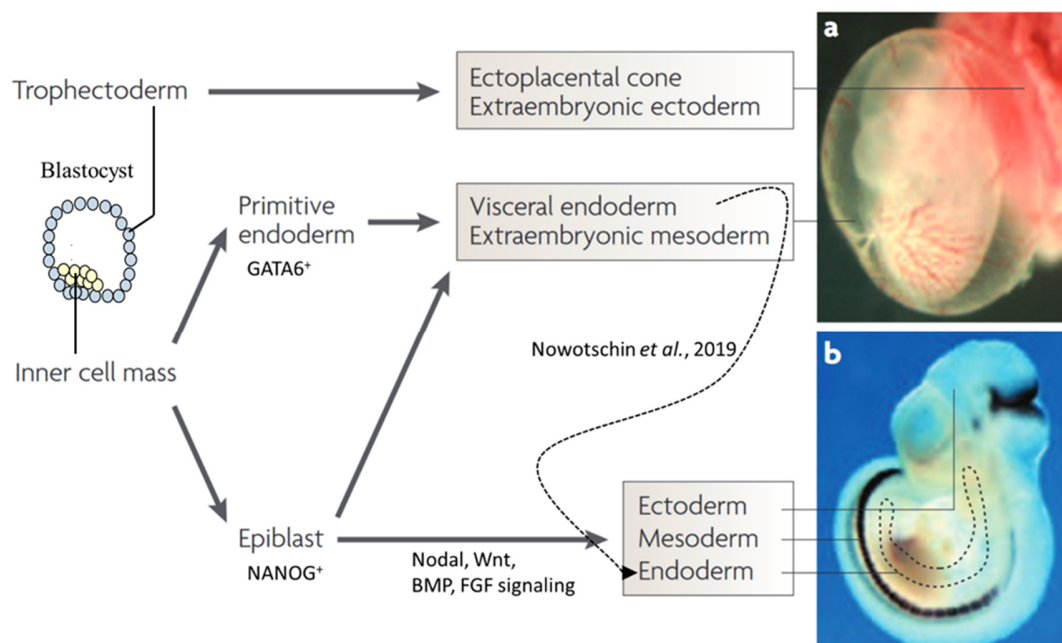 a
Trophectoderm
Ectoplacental cone
Extraembryonic ectoderm
Blastocyst
Primitive
endoderm
GATA6⁺
Visceral endoderm
Extraembryonic mesoderm
Nowotschin et al., 2019
Inner cell mass
b
Epiblast
NANOG⁺
Nodal, Wnt,
BMP, FGF signaling
Ectoderm
Mesoderm
Endoderm